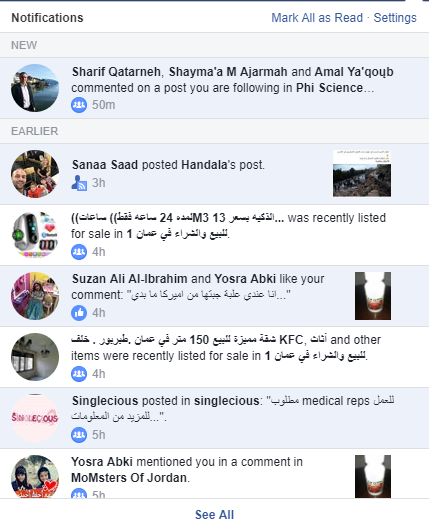 Notifications
Mark All as Read · Settings
NEW
Sharif Qatarneh, Shayma'a M Ajarmah and Amal Ya'qoub
commented on a post you are following in Phi Science...
50m
EARLIER
Sanaa Saad posted Handala's post.
3h
((لمده 24 ساعه فقط)) ساعات M3 الذكيه بسعر 13... was recently listed
for sale in للبيع والشراء في عمان 1.
4h
Suzan Ali Al-Ibrahim and Yosra Abki like your
comment: "انا عندي علبة جبتها من اميركا ما بدي...".
4h
شقة مميزة للبيع 150 متر في عمان .طبربور . خلف KFC, أثاث, and other
items were recently listed for sale in للبيع والشراء في عمان 1.
4h
Singlecious posted in singlecious: "مطلوب medical reps للعمل
للمزيد من المعلومات...".
SINGLECIOUS
5h
Yosra Abki mentioned you in a comment in
MoMsters Of Jordan.
5h
See All